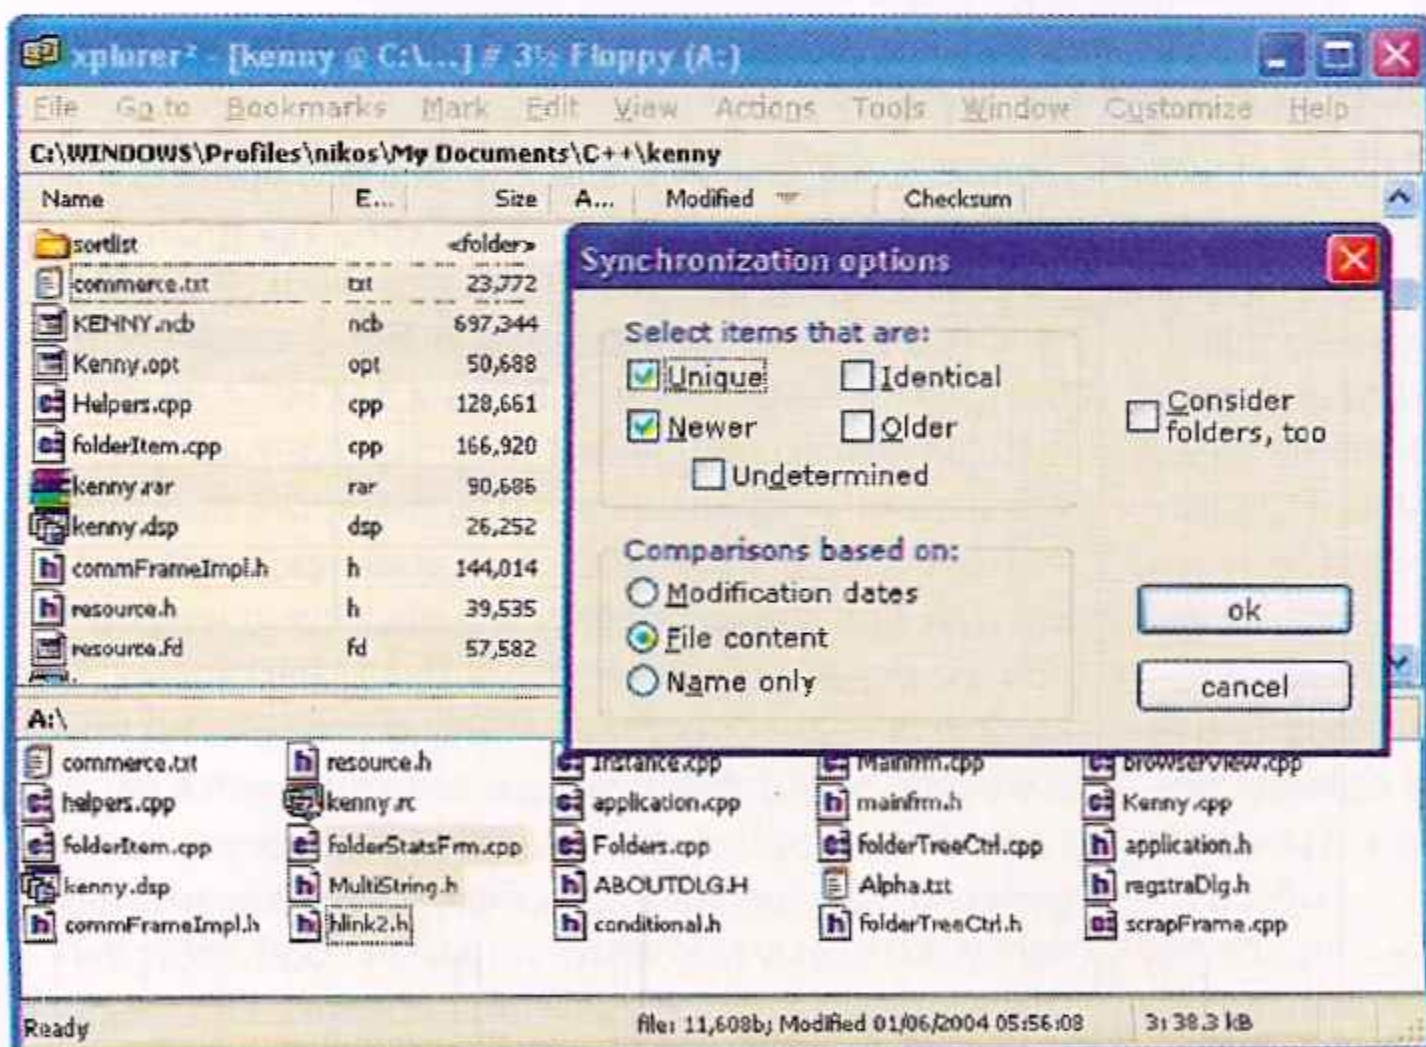 xplorer² - [kenny @ C:\...] # 3½ Floppy (A:)
File Go to Bookmarks Mark Edit View Actions Tools Window Customize Help
C:\WINDOWS\Profiles\nikos\My Documents\C++\kenny
Name E... Size A... Modified Checksum
sortlist <folder>
commerce.txt txt 23,772
KENNY.ncb ncb 697,344
Kenny.opt opt 50,688
Helpers.cpp cpp 128,661
folderItem.cpp cpp 166,920
kenny.rar rar 90,686
kenny.dsp dsp 26,252
commFrameImpl.h h 144,014
resource.h h 39,535
resource.fd fd 57,582
Synchronization options
Select items that are:
Unique Identical
Newer Older
Undetermined
Consider
folders, too
Comparisons based on:
Modification dates
File content
Name only
ok
cancel
A:\
commerce.txt resource.h Instance.cpp Mainfrm.cpp browserview.cpp
helpers.cpp kenny.rc application.cpp mainfrm.h Kenny.cpp
folderItem.cpp folderStatsFrm.cpp Folders.cpp folderTreeCtrl.cpp application.h
kenny.dsp MultiString.h ABOUTDLG.H Alpha.txt regstraDlg.h
commFrameImpl.h hlink2.h conditional.h folderTreeCtrl.h scrapFrame.cpp
Ready file: 11,608b; Modified 01/06/2004 05:56:08 3: 38.3 kB